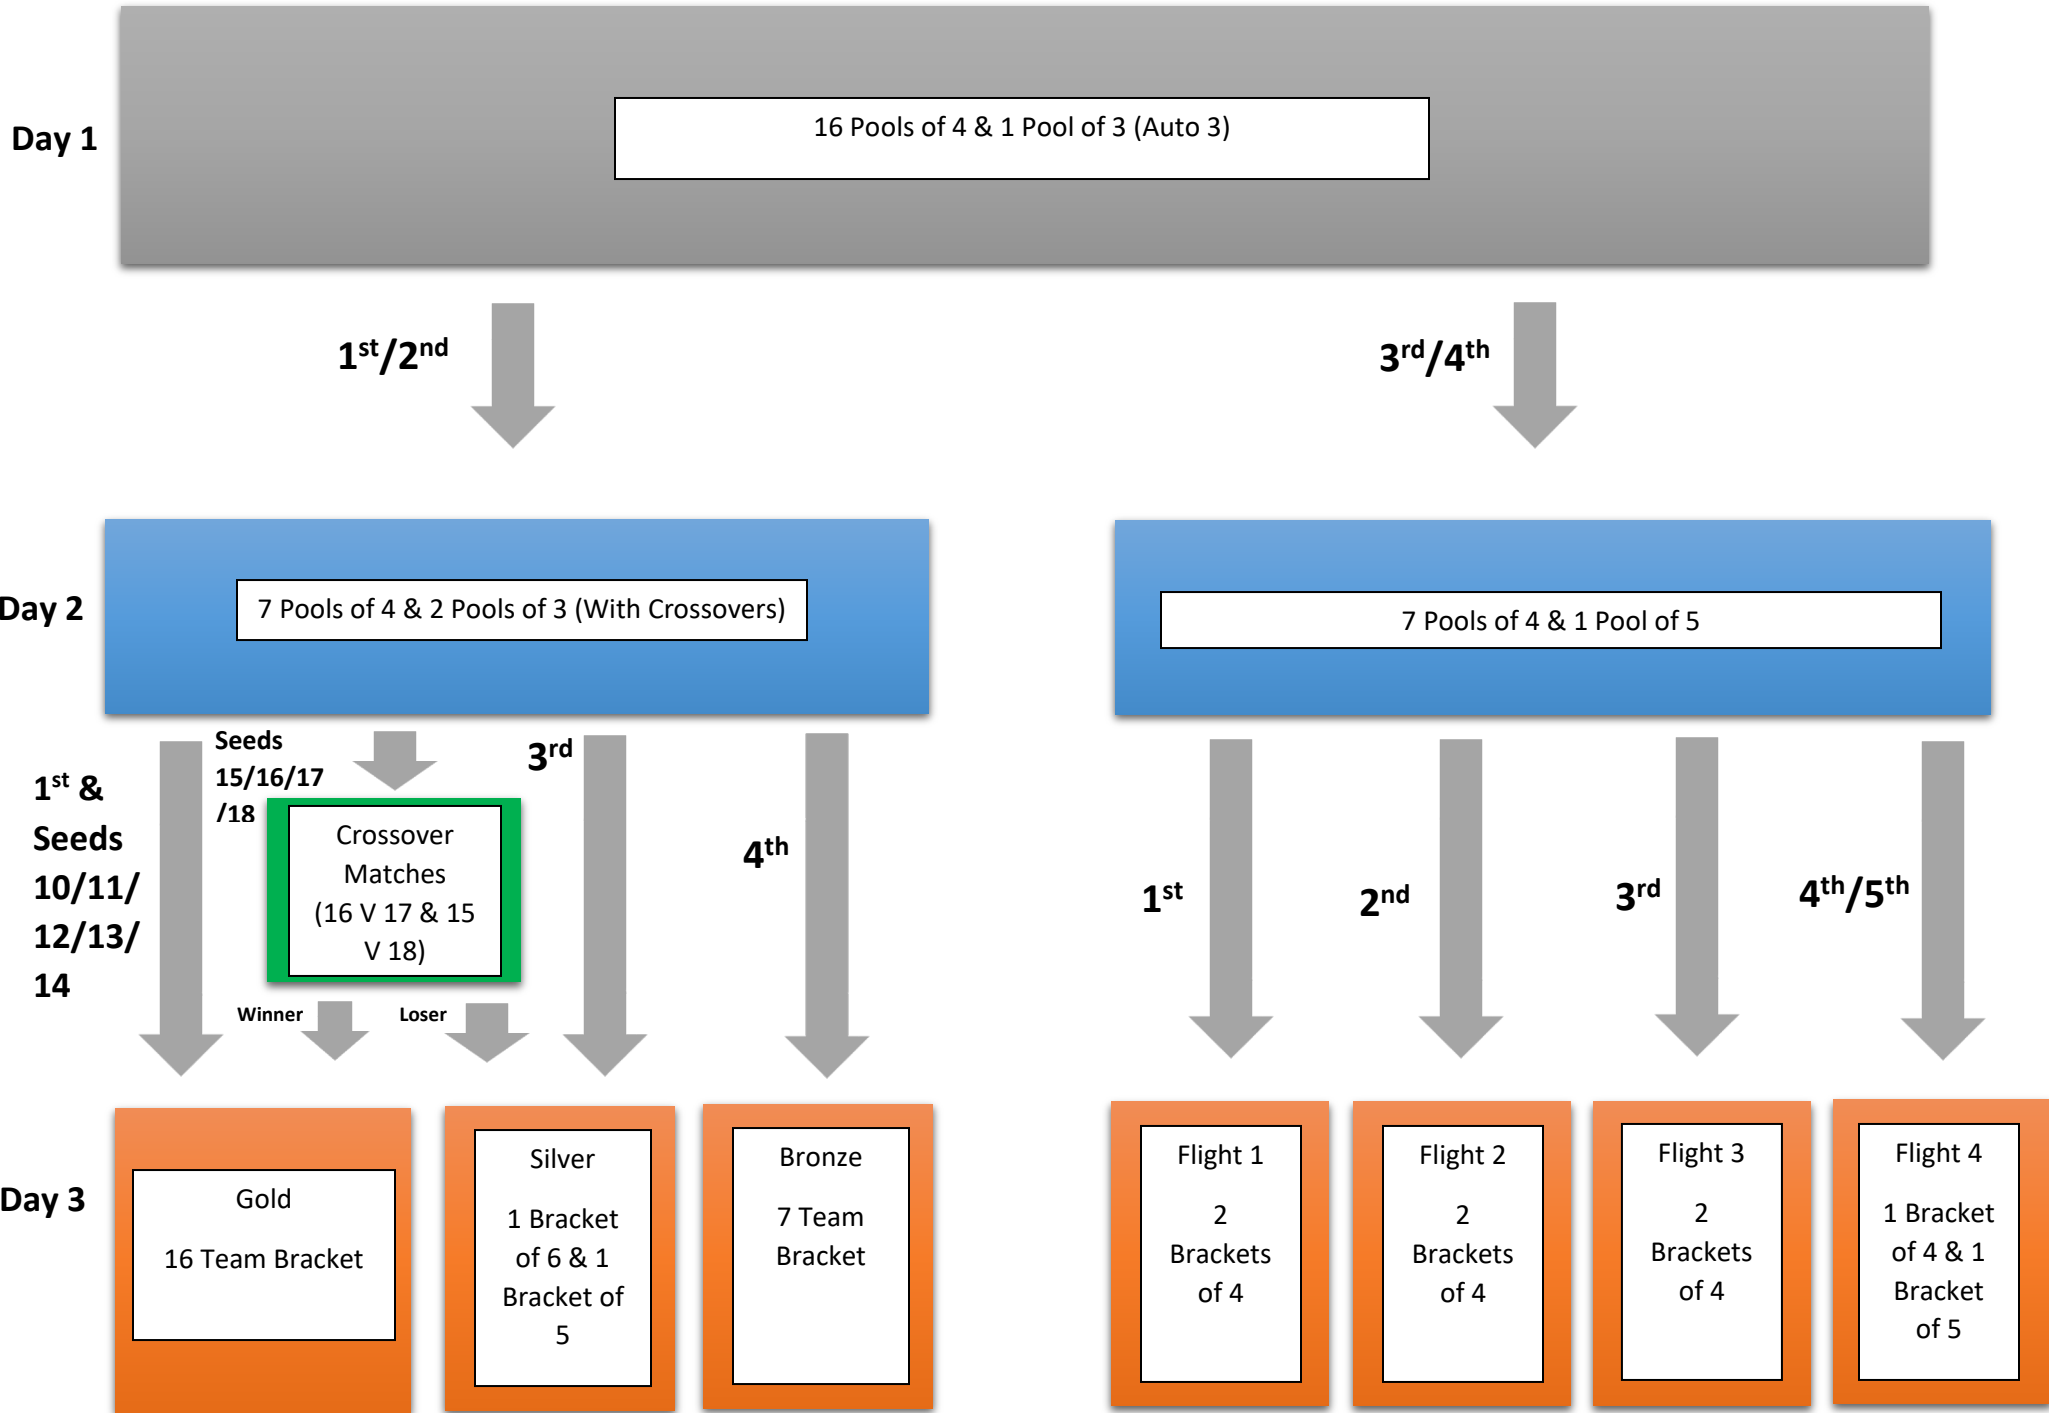 Day 1
16 Pools of 4 & 1 Pool of 3 (Auto 3)
1st/2nd
3rd/4th
Day 2
7 Pools of 4 & 2 Pools of 3 (With Crossovers)
7 Pools of 4 & 1 Pool of 5
1st &
Seeds
10/11/
12/13/
14
Seeds
15/16/17
/18
Crossover
Matches
(16 V 17 & 15
V 18)
Winner
Loser
3rd
4th
1st
2nd
3rd
4th/5th
Day 3
Gold
16 Team Bracket
Silver
1 Bracket
of 6 & 1
Bracket of
5
Bronze
7 Team
Bracket
Flight 1
2
Brackets
of 4
Flight 2
2
Brackets
of 4
Flight 3
2
Brackets
of 4
Flight 4
1 Bracket
of 4 & 1
Bracket
of 5